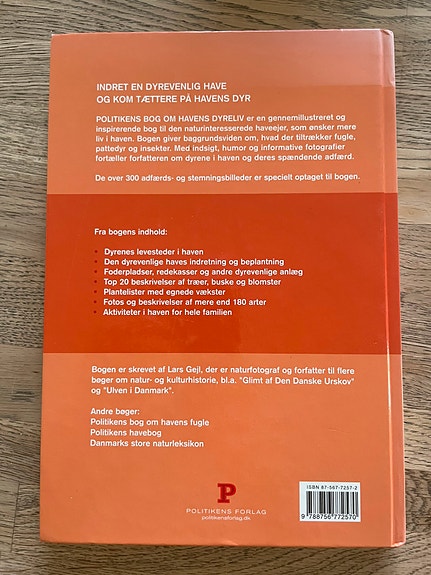 INDRET EN DYREVENLIG HAVE
OG KOM TÆTTERE PÅ HAVENS DYR
POLITIKENS BOG OM HAVENS DYRELIV er en gennemillustreret og
inspirerende bog til den naturinteresserede haveejer, som ønsker mere
liv i haven. Bogen giver baggrundsviden om, hvad der tiltrækker fugle,
pattedyr og insekter. Med indsigt, humor og informative fotografier
fortæller forfatteren om dyrene i haven og deres spændende adfærd.
De over 300 adfærds- og stemningsbilleder er specielt optaget til bogen.
Fra bogens indhold:
• Dyrenes levesteder i haven
• Den dyrevenlige haves indretning og beplantning
• Foderpladser, redekasser og andre dyrevenlige anlæg
• Top 20 beskrivelser af træer, buske og blomster
• Plantelister med egnede vækster
• Fotos og beskrivelser af mere end 180 arter
• Aktiviteter i haven for hele familien
Bogen er skrevet af Lars Gejl, der er naturfotograf og forfatter til flere
bøger om natur- og kulturhistorie, bl.a. "Glimt af Den Danske Urskov"
og "Ulven i Danmark".
Andre bøger:
Politikens bog om havens fugle
Politikens havebog
Danmarks store naturleksikon
P
POLITIKENS FORLAG
politikensforlag.dk
ISBN 87-567-7257-2
9 788756 772570